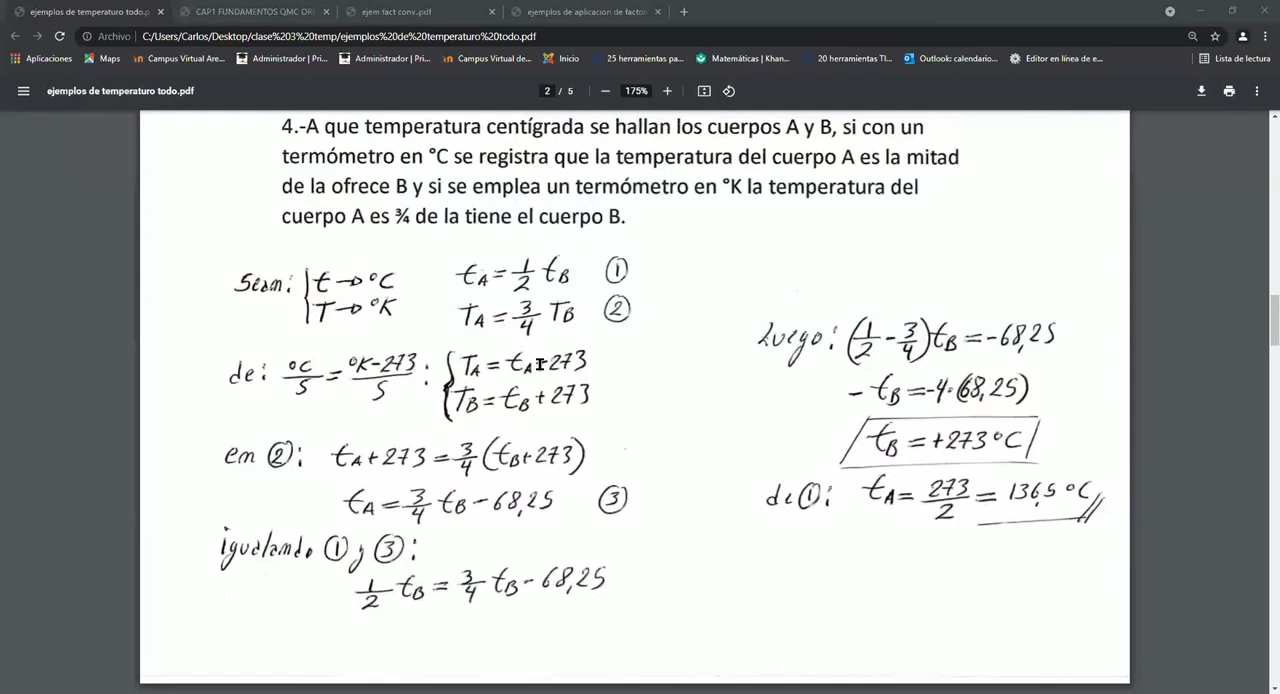 ejemplos de temperaturo todo.p
CAP1 FUNDAMENTOS QMC ORI
ejem fact conv..pdf
ejemplos de aplicacion de factor
Archivo
C:/Users/Carlos/Desktop/clase%203%20temp/ejemplos%20de%20temperaturo%20todo.pdf
Aplicaciones
Maps
Campus Virtual Are...
Administrador | Pri...
Administrador | Pri...
Campus Virtual de...
Inicio
25 herramientas pa...
Matemáticas | Khan...
20 herramientas TI...
Outlook: calendario...
Editor en línea de e...
Lista de lectura
ejemplos de temperaturo todo.pdf
2 / 5
175%
4.-A que temperatura centígrada se hallan los cuerpos A y B, si con un
termómetro en °C se registra que la temperatura del cuerpo A es la mitad
de la ofrece B y si se emplea un termómetro en °K la temperatura del
cuerpo A es ¾ de la tiene el cuerpo B.
Sean: t → °C
T → °K
tA = 1/2 tB ①
TA = 3/4 TB ②
de: °C/5 = °K-273/5 :
TA = tA+273
TB = tB + 273
en ②: tA + 273 = 3/4 (tB+273)
tA = 3/4 tB - 68,25 ③
igualando ① y ③:
1/2 tB = 3/4 tB - 68,25
Luego: (1/2 - 3/4) tB = -68,25
- tB = -4·(68,25)
tB = +273°C
de ①: tA = 273/2 = 136,5 °C